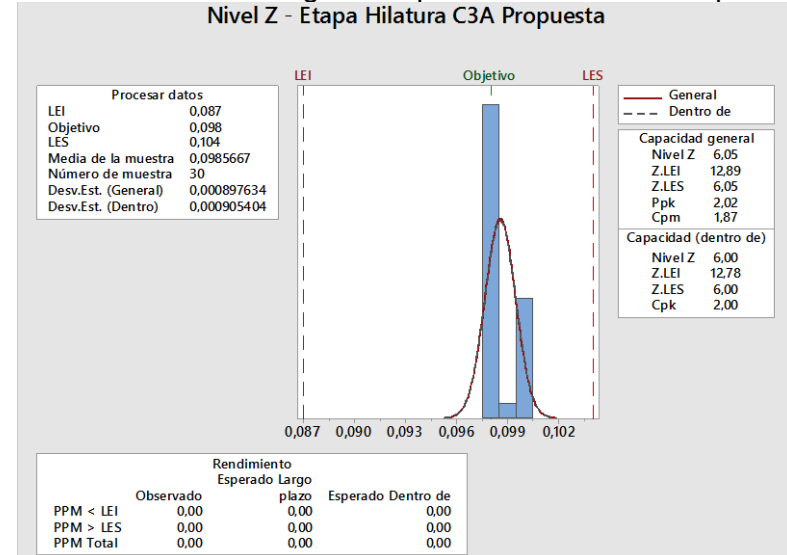 Nivel Z - Etapa Hilatura C3A Propuesta
LEI Objetivo LES
Procesar datos
LEI 0,087
Objetivo 0,098
LES 0,104
Media de la muestra 0,0985667
Número de muestra 30
Desv.Est. (General) 0,000897634
Desv.Est. (Dentro) 0,000905404
General
Dentro de
Capacidad general
Nivel Z 6,05
Z.LEI 12,89
Z.LES 6,05
Ppk 2,02
Cpm 1,87
Capacidad (dentro de)
Nivel Z 6,00
Z.LEI 12,78
Z.LES 6,00
Cpk 2,00
0,087 0,090 0,093 0,096 0,099 0,102
Rendimiento
Esperado Largo
Observado plazo Esperado Dentro de
PPM < LEI 0,00 0,00 0,00
PPM > LES 0,00 0,00 0,00
PPM Total 0,00 0,00 0,00